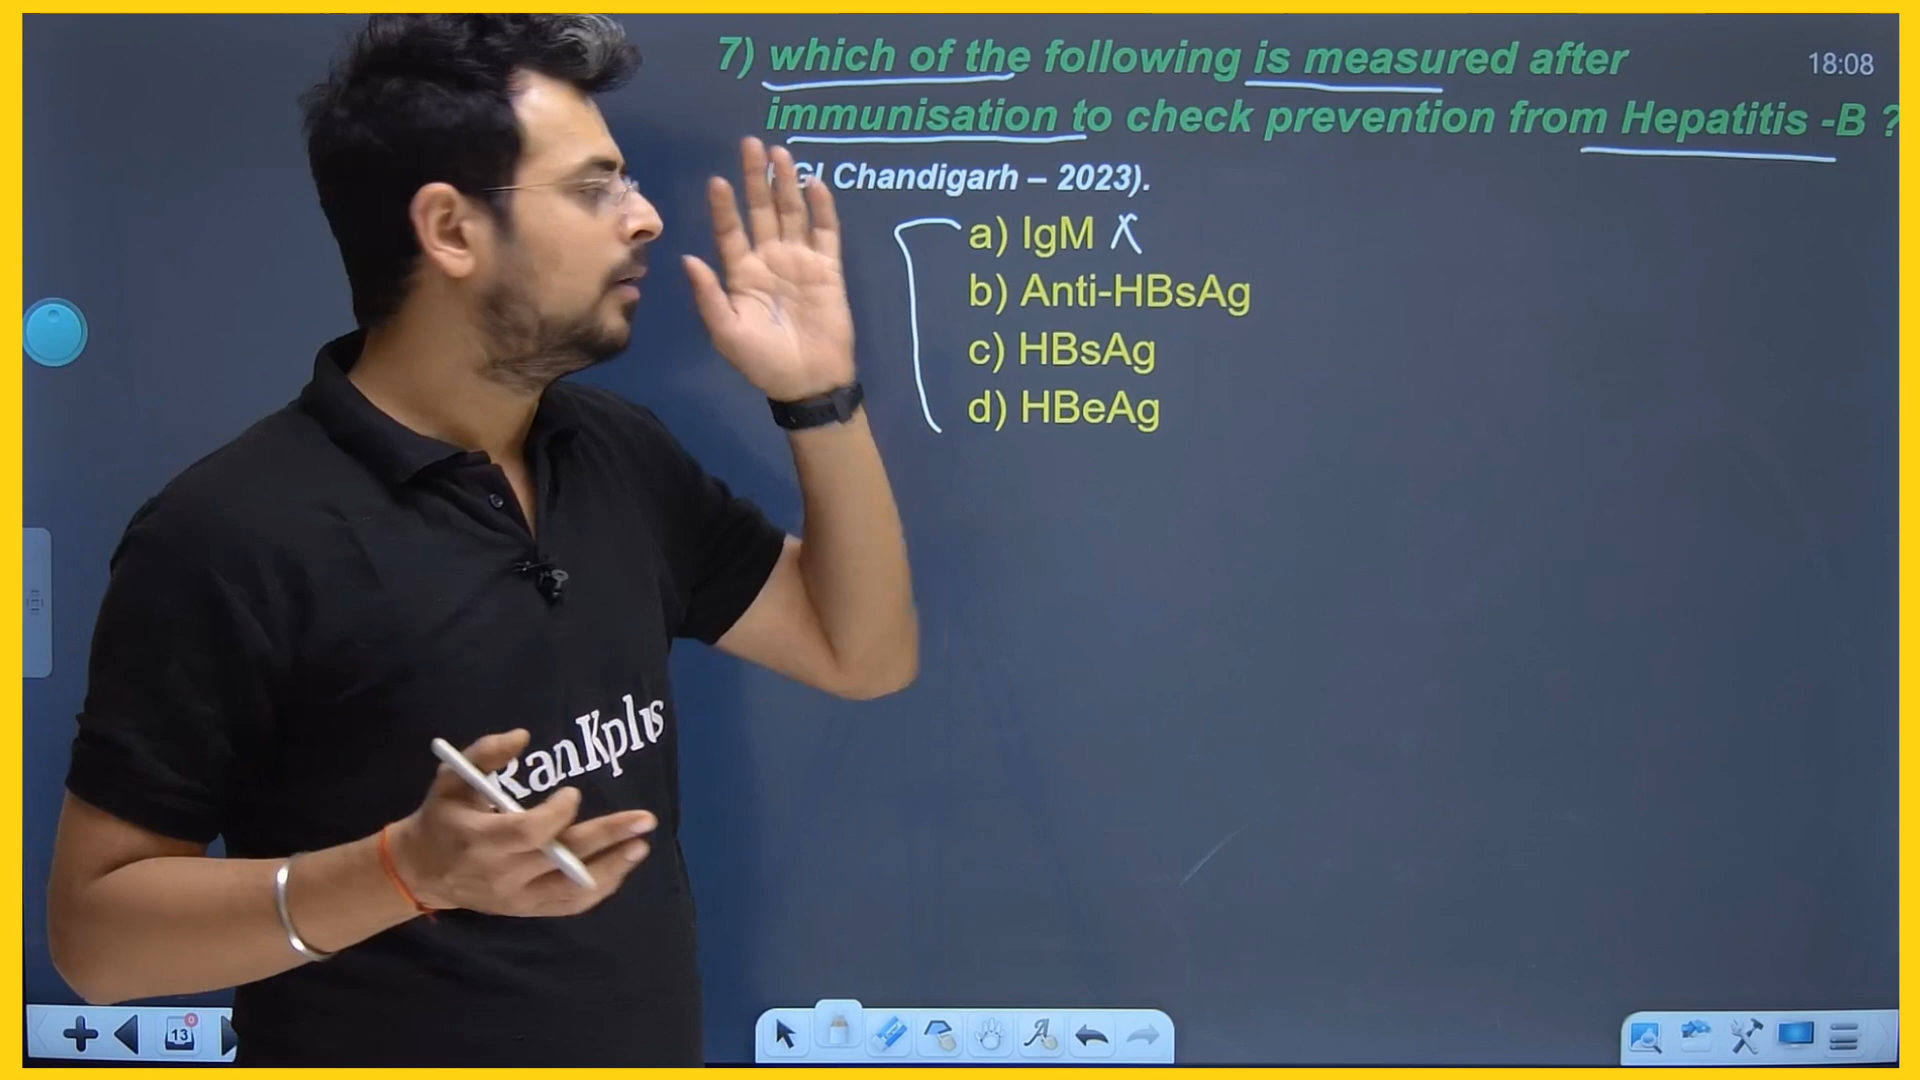 7) which of the following is measured after
18:08
immunisation to check prevention from Hepatitis -B ?
Chandigarh – 2023).
a) IgM X
b) Anti-HBsAg
c) HBsAg
d) HBeAg
RanKplus
13
0